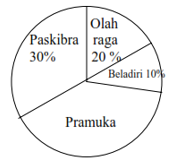 Paskibra
30%
Olah
raga
20 %
Beladiri 10%
Pramuka